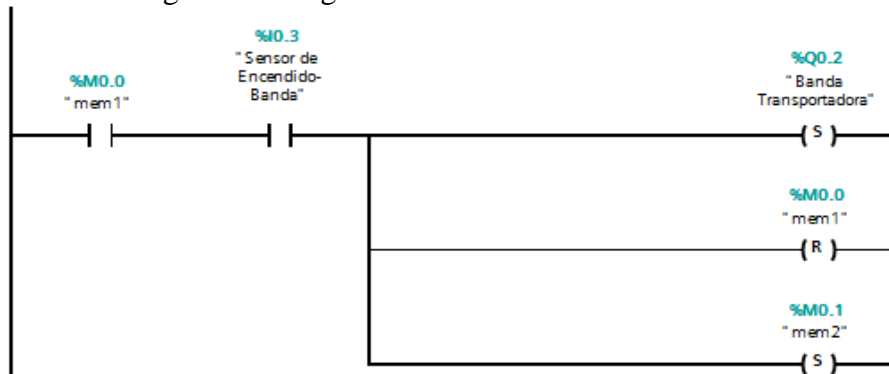 %M0.0
"mem1"
%I0.3
"Sensor de
Encendido-
Banda"
%Q0.2
"Banda
Transportadora"
( S )
%M0.0
"mem1"
( R )
%M0.1
"mem2"
( S )